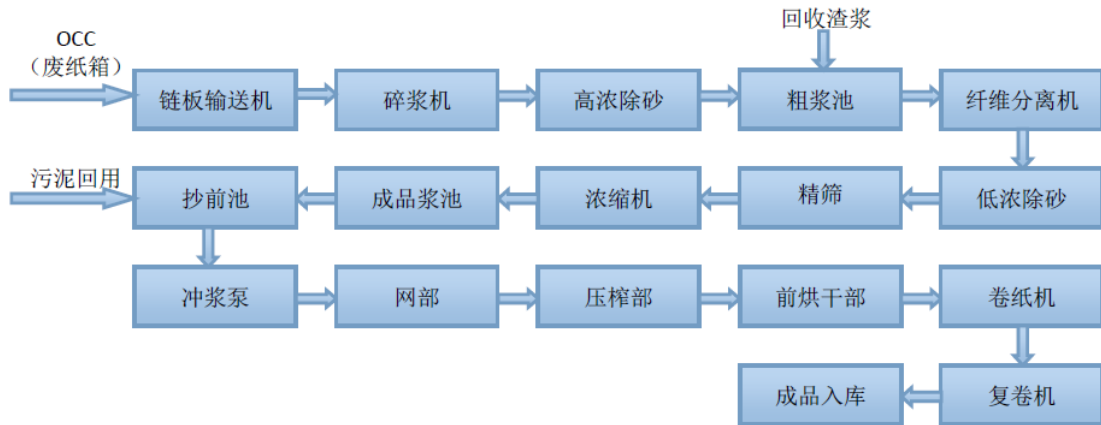 回收渣浆
OCC
（废纸箱）
链板输送机
碎浆机
高浓除砂
粗浆池
纤维分离机
污泥回用
抄前池
成品浆池
浓缩机
精筛
低浓除砂
冲浆泵
网部
压榨部
前烘干部
卷纸机
成品入库
复卷机